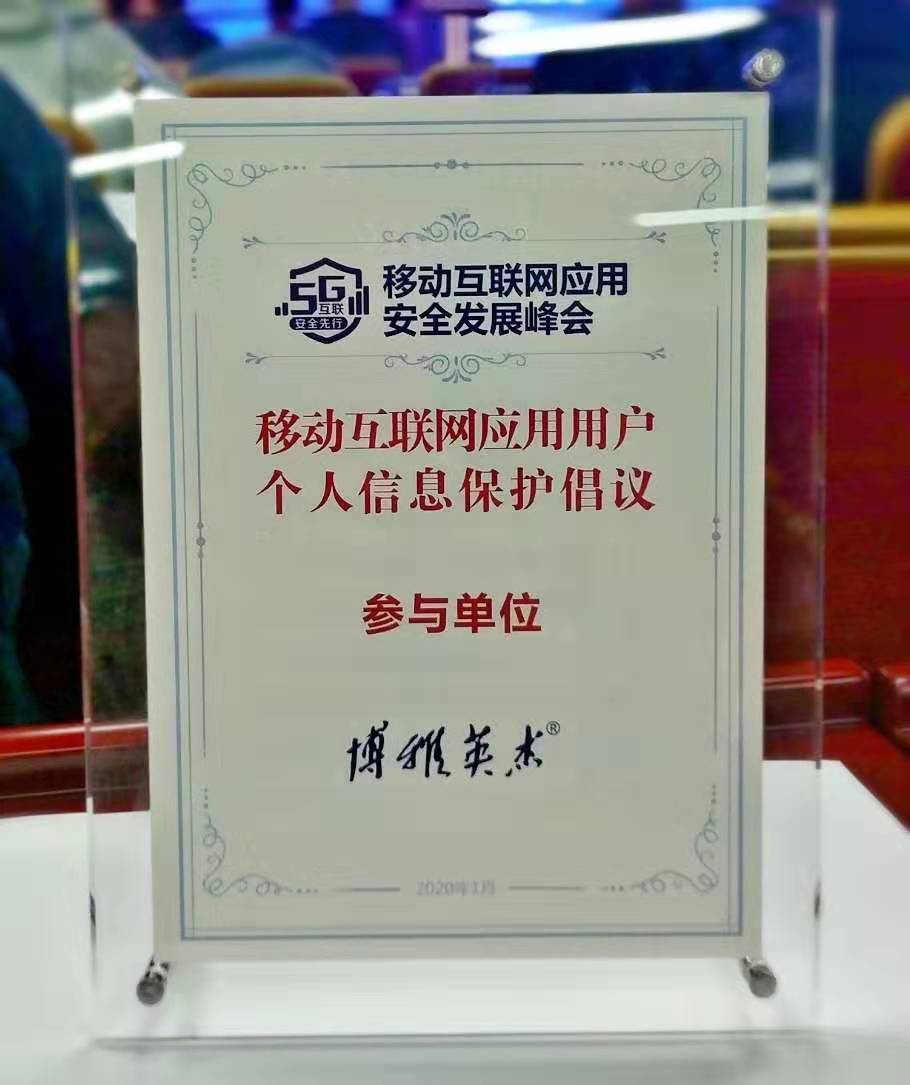 5G
互联
安全先行
移动互联网应用
安全发展峰会
移动互联网应用用户
个人信息保护倡议
参与单位
博雅英杰®
2020年1月